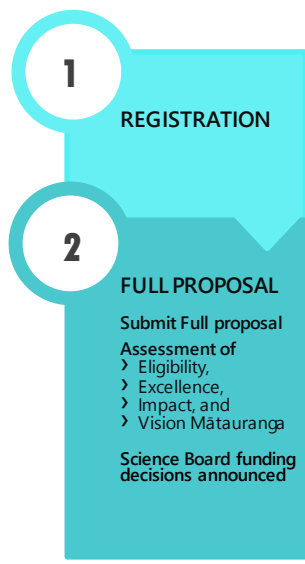 1
REGISTRATION
2
FULL PROPOSAL
Submit Full proposal
Assessment of
› Eligibility,
› Excellence,
› Impact, and
› Vision Mātauranga
Science Board funding
decisions announced